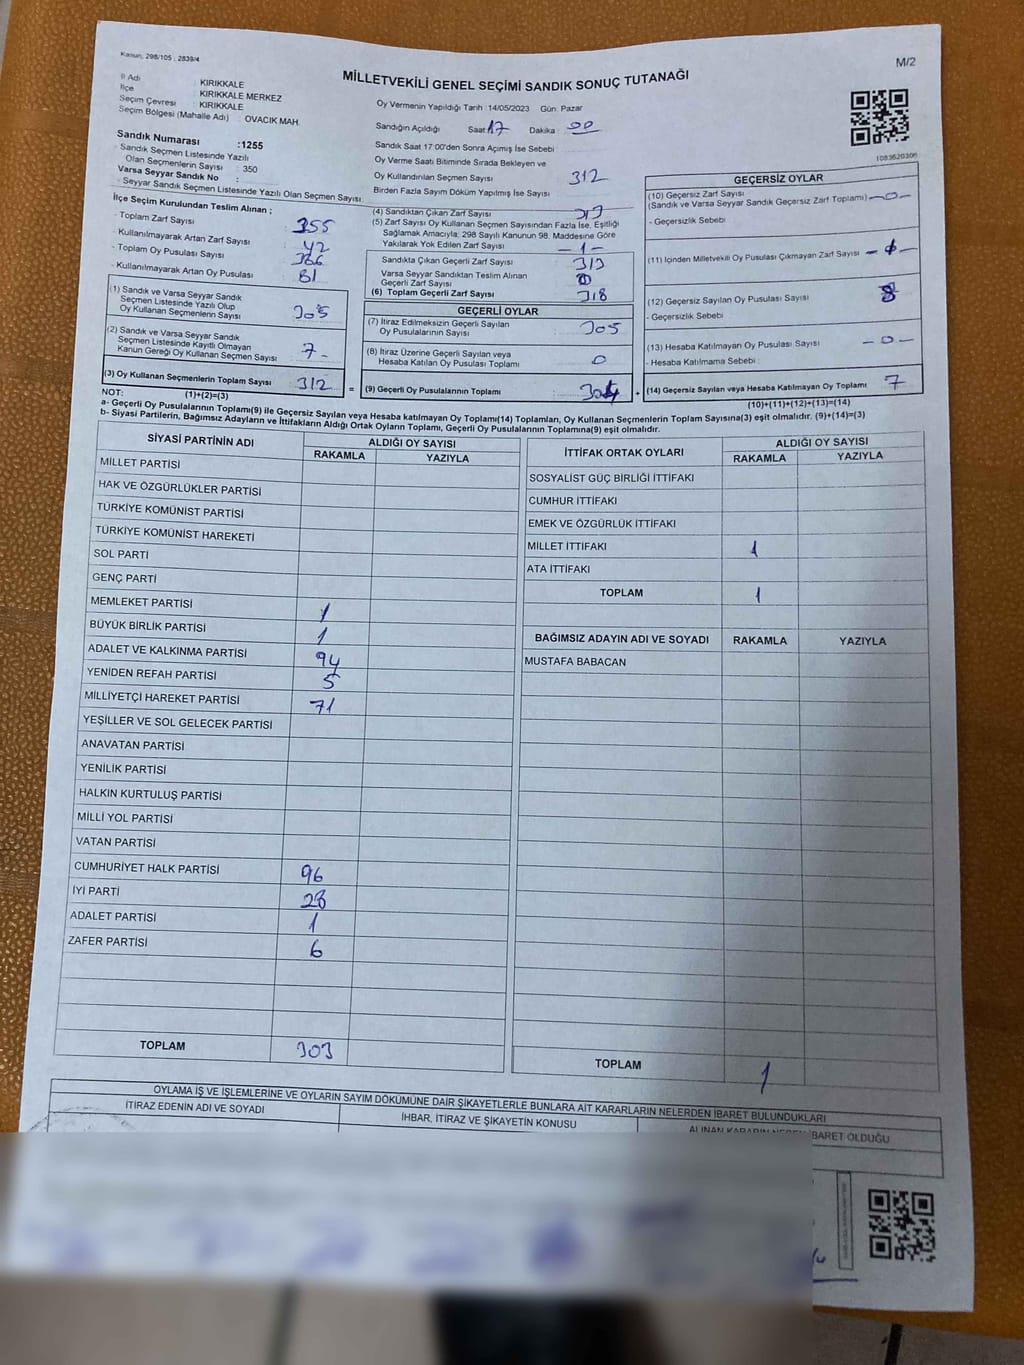 Kanun, 298/105 , 2839/4
M/2
MİLLETVEKİLİ GENEL SEÇİMİ SANDIK SONUÇ TUTANAĞI
İl Adı KIRIKKALE
İlçe KIRIKKALE MERKEZ
Seçim Çevresi : KIRIKKALE
Seçim Bölgesi (Mahalle Adı) : OVACIK MAH.
Sandık Numarası :1255
- Sandık Seçmen Listesinde Yazılı
Olan Seçmenlerin Sayısı : 350
Varsa Seyyar Sandık No :
- Seyyar Sandık Seçmen Listesinde Yazılı Olan Seçmen Sayısı :
İlçe Seçim Kurulundan Teslim Alınan ;
- Toplam Zarf Sayısı : 355
- Kullanılmayarak Artan Zarf Sayısı : 42
- Toplam Oy Pusulası Sayısı : 366
- Kullanılmayarak Artan Oy Pusulası :
(1) Sandık ve Varsa Seyyar Sandık
Seçmen Listesinde Yazılı Olup
Oy Kullanan Seçmenlerin Sayısı : 305
(2) Sandık ve Varsa Seyyar Sandık
Seçmen Listesinde Kayıtlı Olmayan
Kanun Gereği Oy Kullanan Seçmen Sayısı : 7-
(3) Oy Kullanan Seçmenlerin Toplam Sayısı : 312 =
(1)+(2)=(3)
Oy Vermenin Yapıldığı Tarih :14/05/2023 Gün: Pazar
Sandığın Açıldığı Saat: 17 Dakika : 00
Sandık Saat 17:00'den Sonra Açımış İse Sebebi
Oy Verme Saati Bitiminde Sırada Bekleyen ve
Oy Kullandırılan Seçmen Sayısı 312
Birden Fazla Sayım Döküm Yapılmış İse Sayısı
(4) Sandıktan Çıkan Zarf Sayısı :
(5) Zarf Sayısı Oy Kullanan Seçmen Sayısından Fazla İse, Eşitliği
Sağlamak Amacıyla; 298 Sayılı Kanunun 98. Maddesine Göre
Yakılarak Yok Edilen Zarf Sayısı : -1-
Sandıkta Çıkan Geçerli Zarf Sayısı : 313
Varsa Seyyar Sandıktan Teslim Alınan
Geçerli Zarf Sayısı :
(6) Toplam Geçerli Zarf Sayısı :
GEÇERLİ OYLAR
(7) İtiraz Edilmeksizin Geçerli Sayılan
Oy Pusulalarının Sayısı : 305
(8) İtiraz Üzerine Geçerli Sayılan veya
Hesaba Katılan Oy Pusulası Toplamı : 0
(9) Geçerli Oy Pusulalarının Toplamı : 304 +
1083620306
GEÇERSİZ OYLAR
(10) Geçersiz Zarf Sayısı
(Sandık ve Varsa Seyyar Sandık Geçersiz Zarf Toplamı) : -0-
- Geçersizlik Sebebi :
(11) İçinden Milletvekili Oy Pusulası Çıkmayan Zarf Sayısı :
(12) Geçersiz Sayılan Oy Pusulası Sayısı : 8
- Geçersizlik Sebebi :
(13) Hesaba Katılmayan Oy Pusulası Sayısı : -0-
- Hesaba Katılmama Sebebi :
(14) Geçersiz Sayılan veya Hesaba Katılmayan Oy Pusulası Toplamı : 7
(10)+(11)+(12)+(13)=(14)
NOT:
a- Geçerli Oy Pusulalarının Toplamı(9) ile Geçersiz Sayılan veya Hesaba katılmayan Oy Toplamı(14) Toplamları, Oy Kullanan Seçmenlerin Toplam Sayısına(3) eşit olmalıdır. (9)+(14)=(3)
b- Siyasi Partilerin, Bağımsız Adayların ve İttifakların Aldığı Ortak Oyların Toplamı, Geçerli Oy Pusulalarının Toplamına(9) eşit olmalıdır.
SİYASİ PARTİNİN ADI ALDIĞI OY SAYISI
RAKAMLA YAZIYLA
MİLLET PARTİSİ
HAK VE ÖZGÜRLÜKLER PARTİSİ
TÜRKİYE KOMÜNİST PARTİSİ
TÜRKİYE KOMÜNİST HAREKETİ
SOL PARTİ
GENÇ PARTİ
MEMLEKET PARTİSİ 1
BÜYÜK BİRLİK PARTİSİ 1
ADALET VE KALKINMA PARTİSİ 94
YENİDEN REFAH PARTİSİ 5
MİLLİYETÇİ HAREKET PARTİSİ 71
YEŞİLLER VE SOL GELECEK PARTİSİ
ANAVATAN PARTİSİ
YENİLİK PARTİSİ
HALKIN KURTULUŞ PARTİSİ
MİLLİ YOL PARTİSİ
VATAN PARTİSİ
CUMHURİYET HALK PARTİSİ 96
İYİ PARTİ 28
ADALET PARTİSİ 1
ZAFER PARTİSİ 6
TOPLAM 303
İTTİFAK ORTAK OYLARI ALDIĞI OY SAYISI
RAKAMLA YAZIYLA
SOSYALİST GÜÇ BİRLİĞİ İTTİFAKI
CUMHUR İTTİFAKI
EMEK VE ÖZGÜRLÜK İTTİFAKI
MİLLET İTTİFAKI 1
ATA İTTİFAKI
TOPLAM 1
BAĞIMSIZ ADAYIN ADI VE SOYADI RAKAMLA YAZIYLA
MUSTAFA BABACAN
TOPLAM 1
OYLAMA İŞ VE İŞLEMLERİNE VE OYLARIN SAYIM DÖKÜMÜNE DAİR ŞİKAYETLERLE BUNLARA AİT KARARLARIN NELERDEN İBARET BULUNDUKLARI
İTİRAZ EDENİN ADI VE SOYADI İHBAR, İTİRAZ VE ŞİKAYETİN KONUSU ALINAN KARARIN NEDEN İBARET OLDUĞU